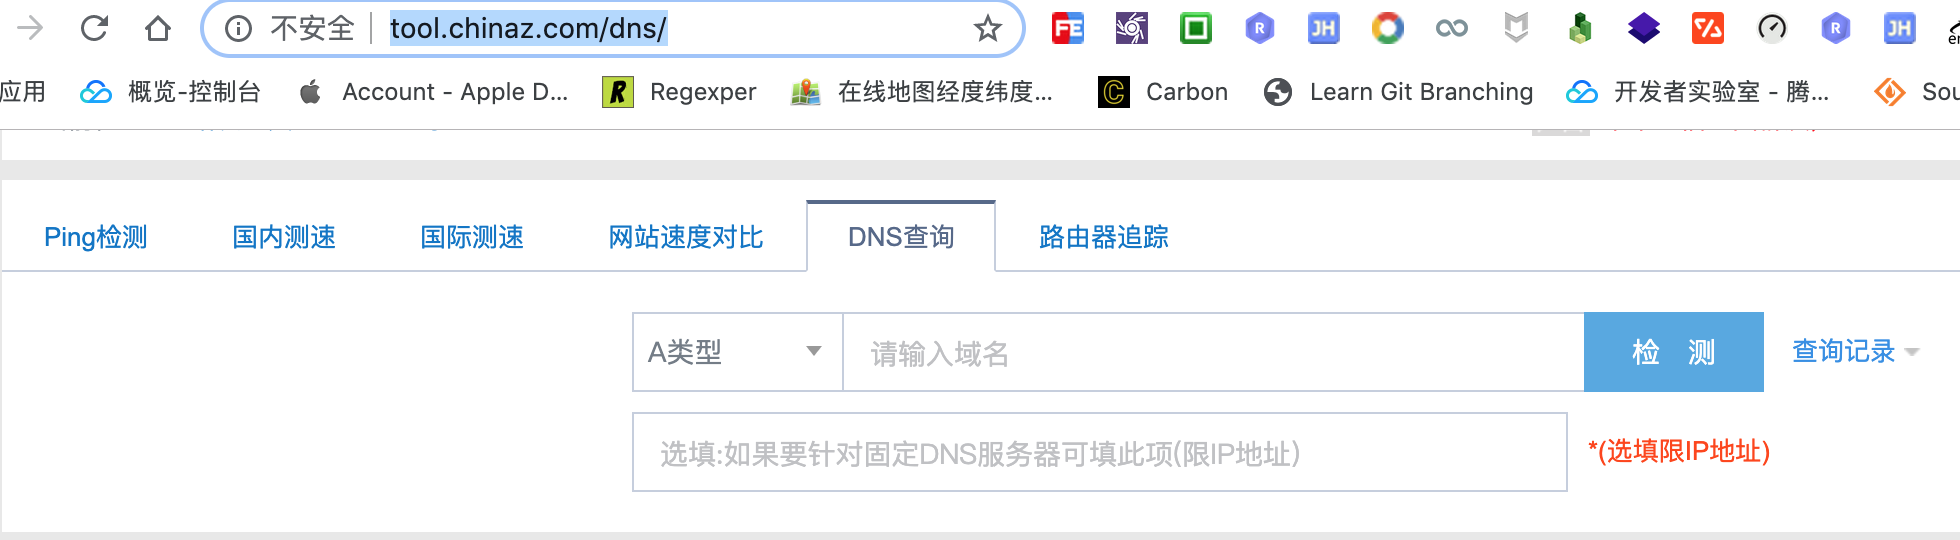 不安全 tool.chinaz.com/dns/
应用 概览-控制台 Account - Apple D... Regexper 在线地图经度纬度... Carbon Learn Git Branching 开发者实验室 - 腾... Sou
Ping检测 国内测速 国际测速 网站速度对比 DNS查询 路由器追踪
A类型 请输入域名 检 测 查询记录
选填:如果要针对固定DNS服务器可填此项(限IP地址) *(选填限IP地址)